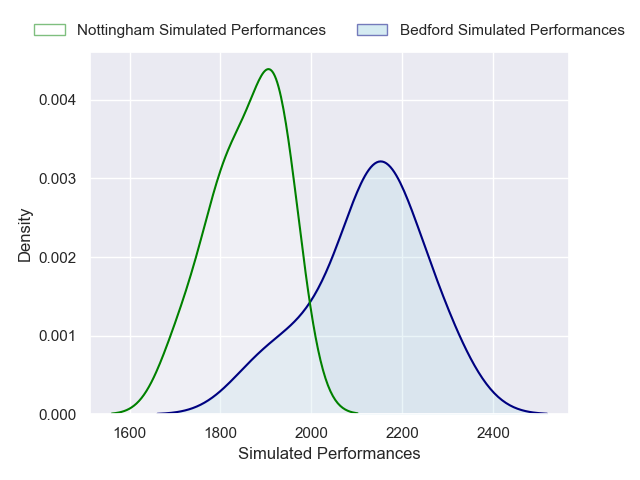 Nottingham Simulated Performances Bedford Simulated Performances
0.004
0.003
0.002
0.001
0.000
Density
1600 1800 2000 2200 2400
Simulated Performances